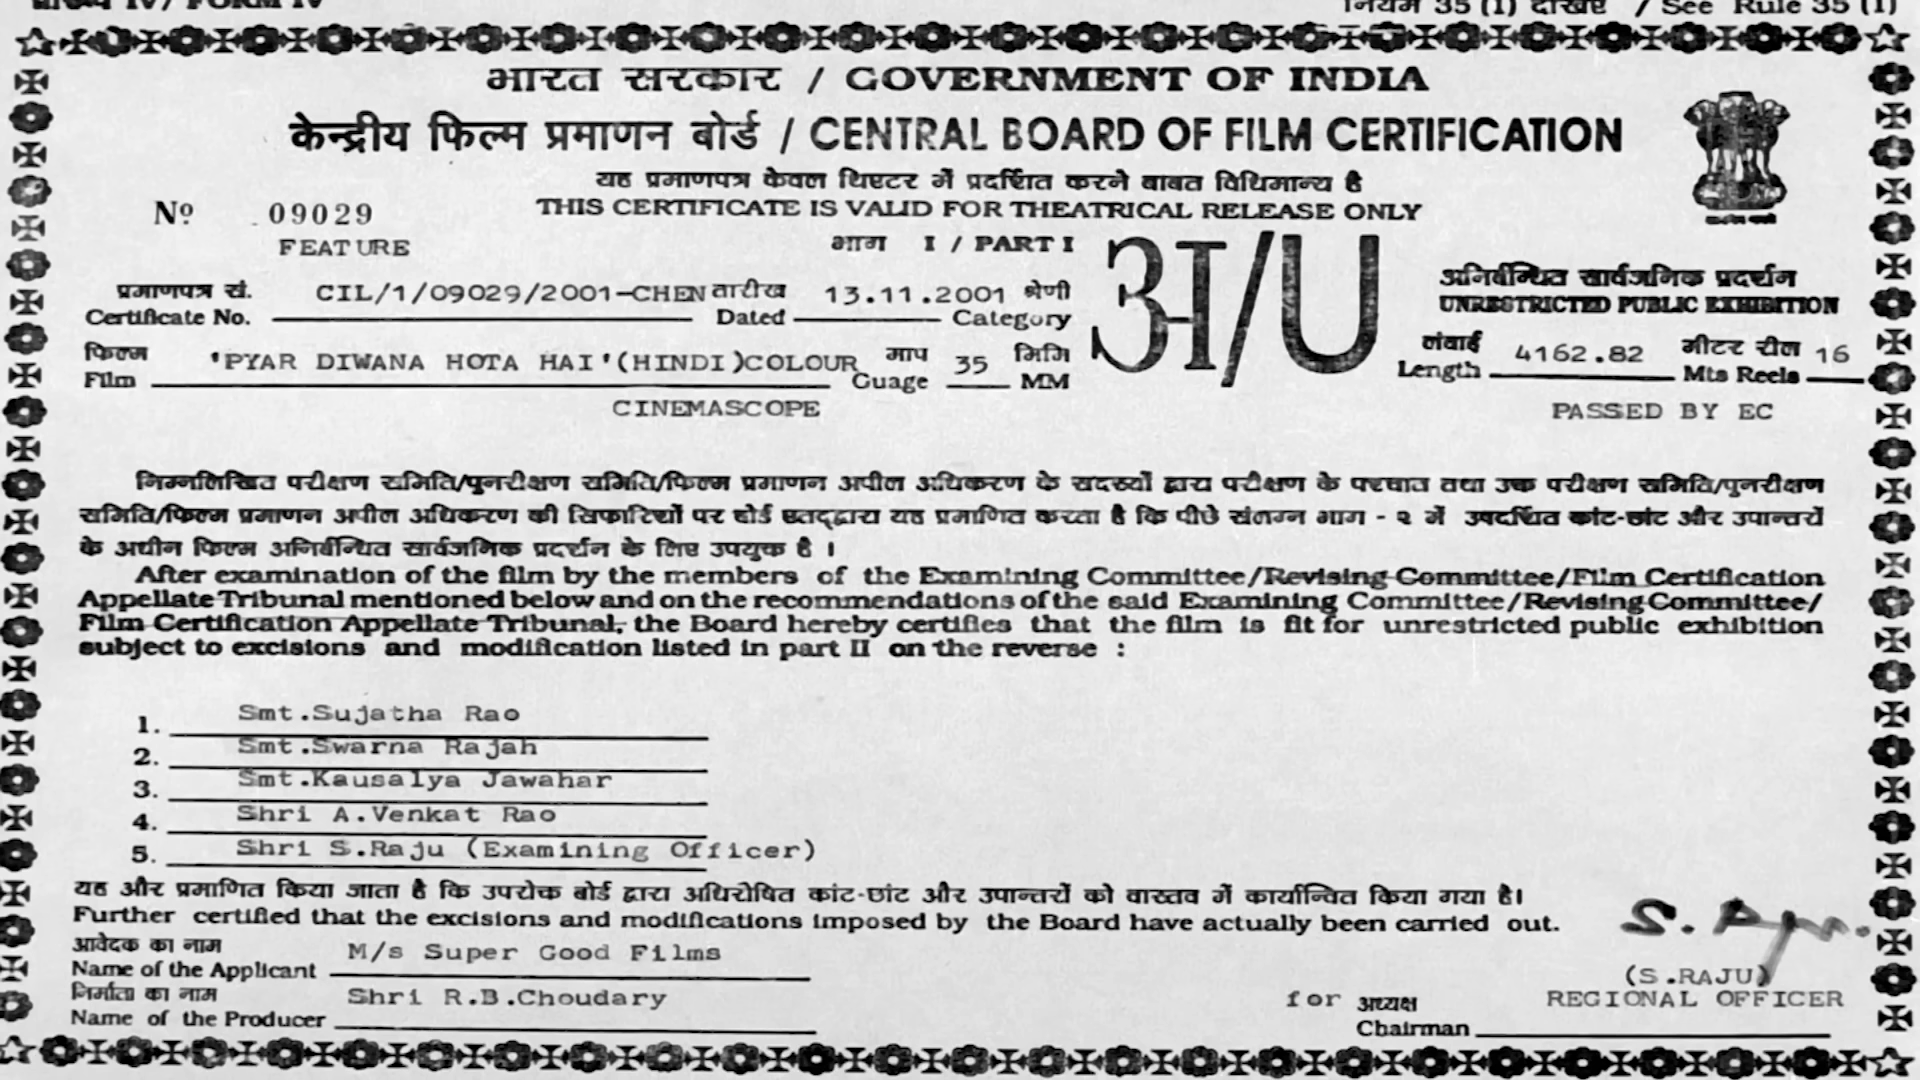 प्रारूप IV / FORM IV
नियम 35 (1) देखिए / See Rule 35 (1)
भारत सरकार / GOVERNMENT OF INDIA
केन्द्रीय फिल्म प्रमाणन बोर्ड / CENTRAL BOARD OF FILM CERTIFICATION
यह प्रमाणपत्र केवल थिएटर में प्रदर्शित करने बाबत विधिमान्य है
Nº 09029 THIS CERTIFICATE IS VALID FOR THEATRICAL RELEASE ONLY
FEATURE भाग I / PART I
अ/U
प्रमाणपत्र सं. CIL/1/09029/2001-CHEN तारीख 13.11.2001 श्रेणी अनिर्बन्धित सार्वजनिक प्रदर्शन
Certificate No. Dated Category UNRESTRICTED PUBLIC EXHIBITION
फिल्म 'PYAR DIWANA HOTA HAI'(HINDI)COLOUR माप 35 मिमि लंबाई 4162.82 मीटर रील 16
Film Guage MM Length Mts Reels
CINEMASCOPE PASSED BY EC
निम्नलिखित परीक्षण समिति/पुनरीक्षण समिति/फिल्म प्रमाणन अपील अधिकरण के सदस्यों द्वारा परीक्षण के पश्चात तथा उक्त परीक्षण समिति/पुनरीक्षण
समिति/फिल्म प्रमाणन अपील अधिकरण की सिफारिशों पर बोर्ड एतद्द्वारा यह प्रमाणित करता है कि पीछे संलग्न भाग - २ में उपदर्शित कांट-छांट और उपान्तरों
के अधीन फिल्म अनिर्बन्धित सार्वजनिक प्रदर्शन के लिए उपयुक्त है ।
After examination of the film by the members of the Examining Committee/Revising Committee/Film Certification
Appellate Tribunal mentioned below and on the recommendations of the said Examining Committee/Revising Committee/
Film Certification Appellate Tribunal, the Board hereby certifies that the film is fit for unrestricted public exhibition
subject to excisions and modification listed in part II on the reverse :
1. Smt.Sujatha Rao
2. Smt.Swarna Rajah
3. Smt.Kausalya Jawahar
4. Shri A.Venkat Rao
5. Shri S.Raju (Examining Officer)
यह और प्रमाणित किया जाता है कि उपरोक्त बोर्ड द्वारा अधिरोपित कांट-छांट और उपान्तरों को वास्तव में कार्यान्वित किया गया है।
Further certified that the excisions and modifications imposed by the Board have actually been carried out.
आवेदक का नाम M/s Super Good Films
Name of the Applicant
(S.RAJU)
निर्माता का नाम Shri R.B.Choudary for अध्यक्ष REGIONAL OFFICER
Name of the Producer Chairman